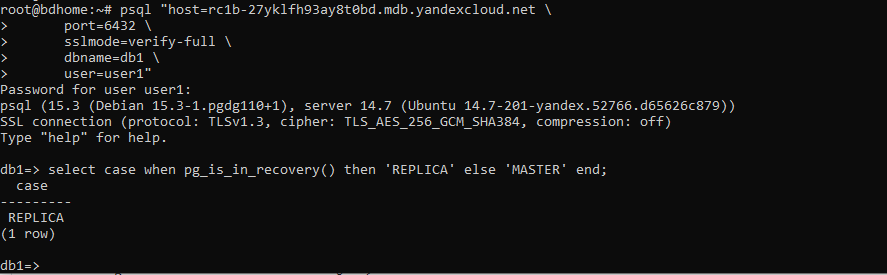 root@bdhome:~# psql "host=rc1b-27yklfh93ay8t0bd.mdb.yandexcloud.net \
>       port=6432 \
>       sslmode=verify-full \
>       dbname=db1 \
>       user=user1"
Password for user user1:
psql (15.3 (Debian 15.3-1.pgdg110+1), server 14.7 (Ubuntu 14.7-201-yandex.52766.d65626c879))
SSL connection (protocol: TLSv1.3, cipher: TLS_AES_256_GCM_SHA384, compression: off)
Type "help" for help.
db1=> select case when pg_is_in_recovery() then 'REPLICA' else 'MASTER' end;
  case
---------
 REPLICA
(1 row)
db1=>